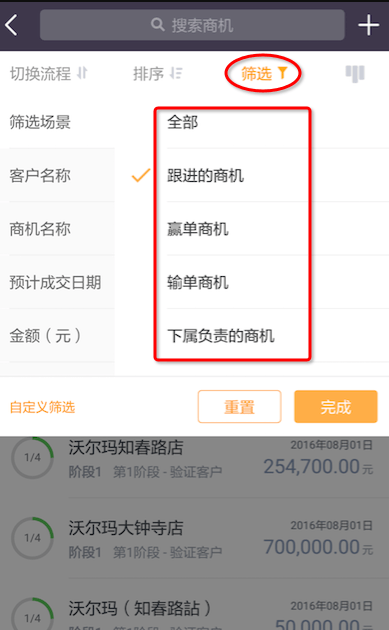 搜索商机
切换流程 排序 筛选
筛选场景 全部
客户名称 跟进的商机
商机名称 赢单商机
预计成交日期 输单商机
金额（元） 下属负责的商机
自定义筛选 重置 完成
沃尔玛知春路店 2016年08月01日
1/4 阶段1 第1阶段 - 验证客户 254,700.00 元
沃尔玛大钟寺店 2016年08月01日
1/4 阶段1 第1阶段 - 验证客户 700,000.00 元
沃尔玛（知春路站） 2016年08月01日
1/4 50,000.00 元